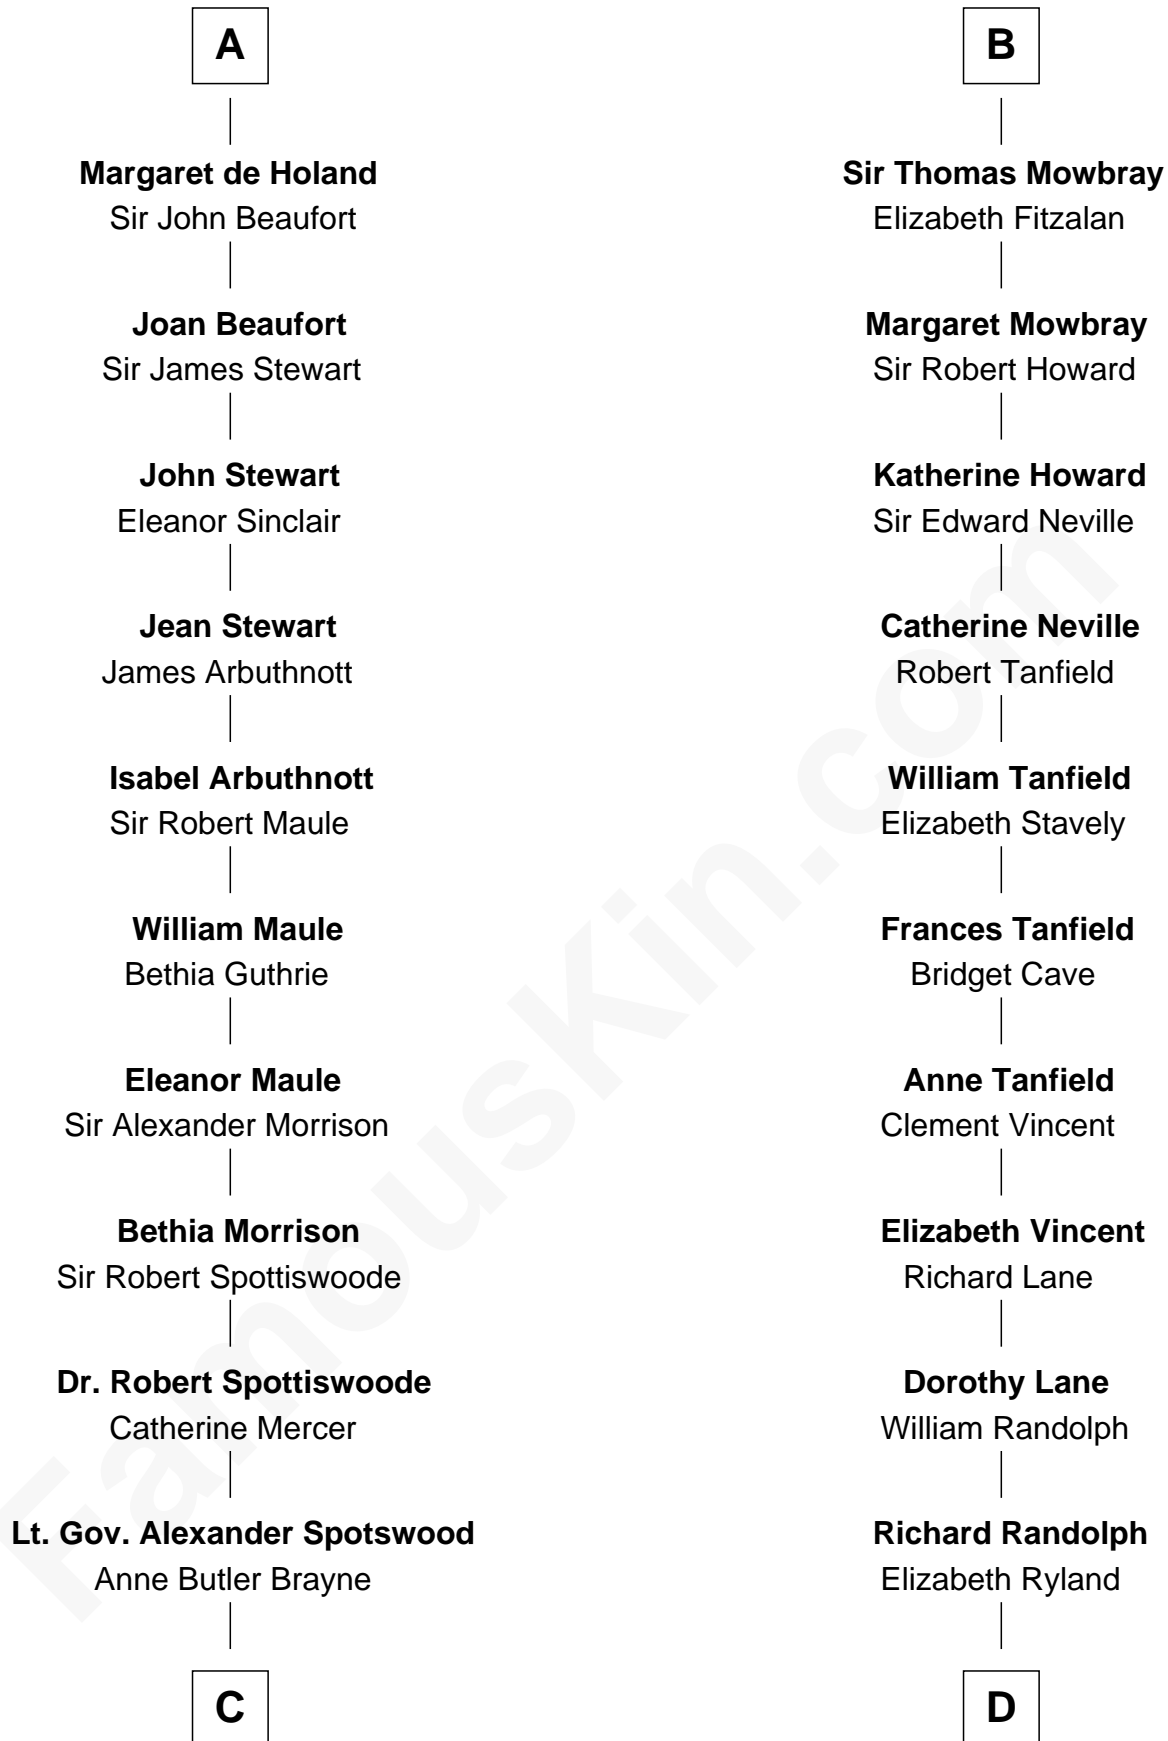 A
Margaret de Holand
Sir John Beaufort
Joan Beaufort
Sir James Stewart
John Stewart
Eleanor Sinclair
Jean Stewart
James Arbuthnott
Isabel Arbuthnott
Sir Robert Maule
William Maule
Bethia Guthrie
Eleanor Maule
Sir Alexander Morrison
Bethia Morrison
Sir Robert Spottiswoode
Dr. Robert Spottiswoode
Catherine Mercer
Lt. Gov. Alexander Spotswood
Anne Butler Brayne
C
B
Sir Thomas Mowbray
Elizabeth Fitzalan
Margaret Mowbray
Sir Robert Howard
Katherine Howard
Sir Edward Neville
Catherine Neville
Robert Tanfield
William Tanfield
Elizabeth Stavely
Frances Tanfield
Bridget Cave
Anne Tanfield
Clement Vincent
Elizabeth Vincent
Richard Lane
Dorothy Lane
William Randolph
Richard Randolph
Elizabeth Ryland
D
FamousKin.com